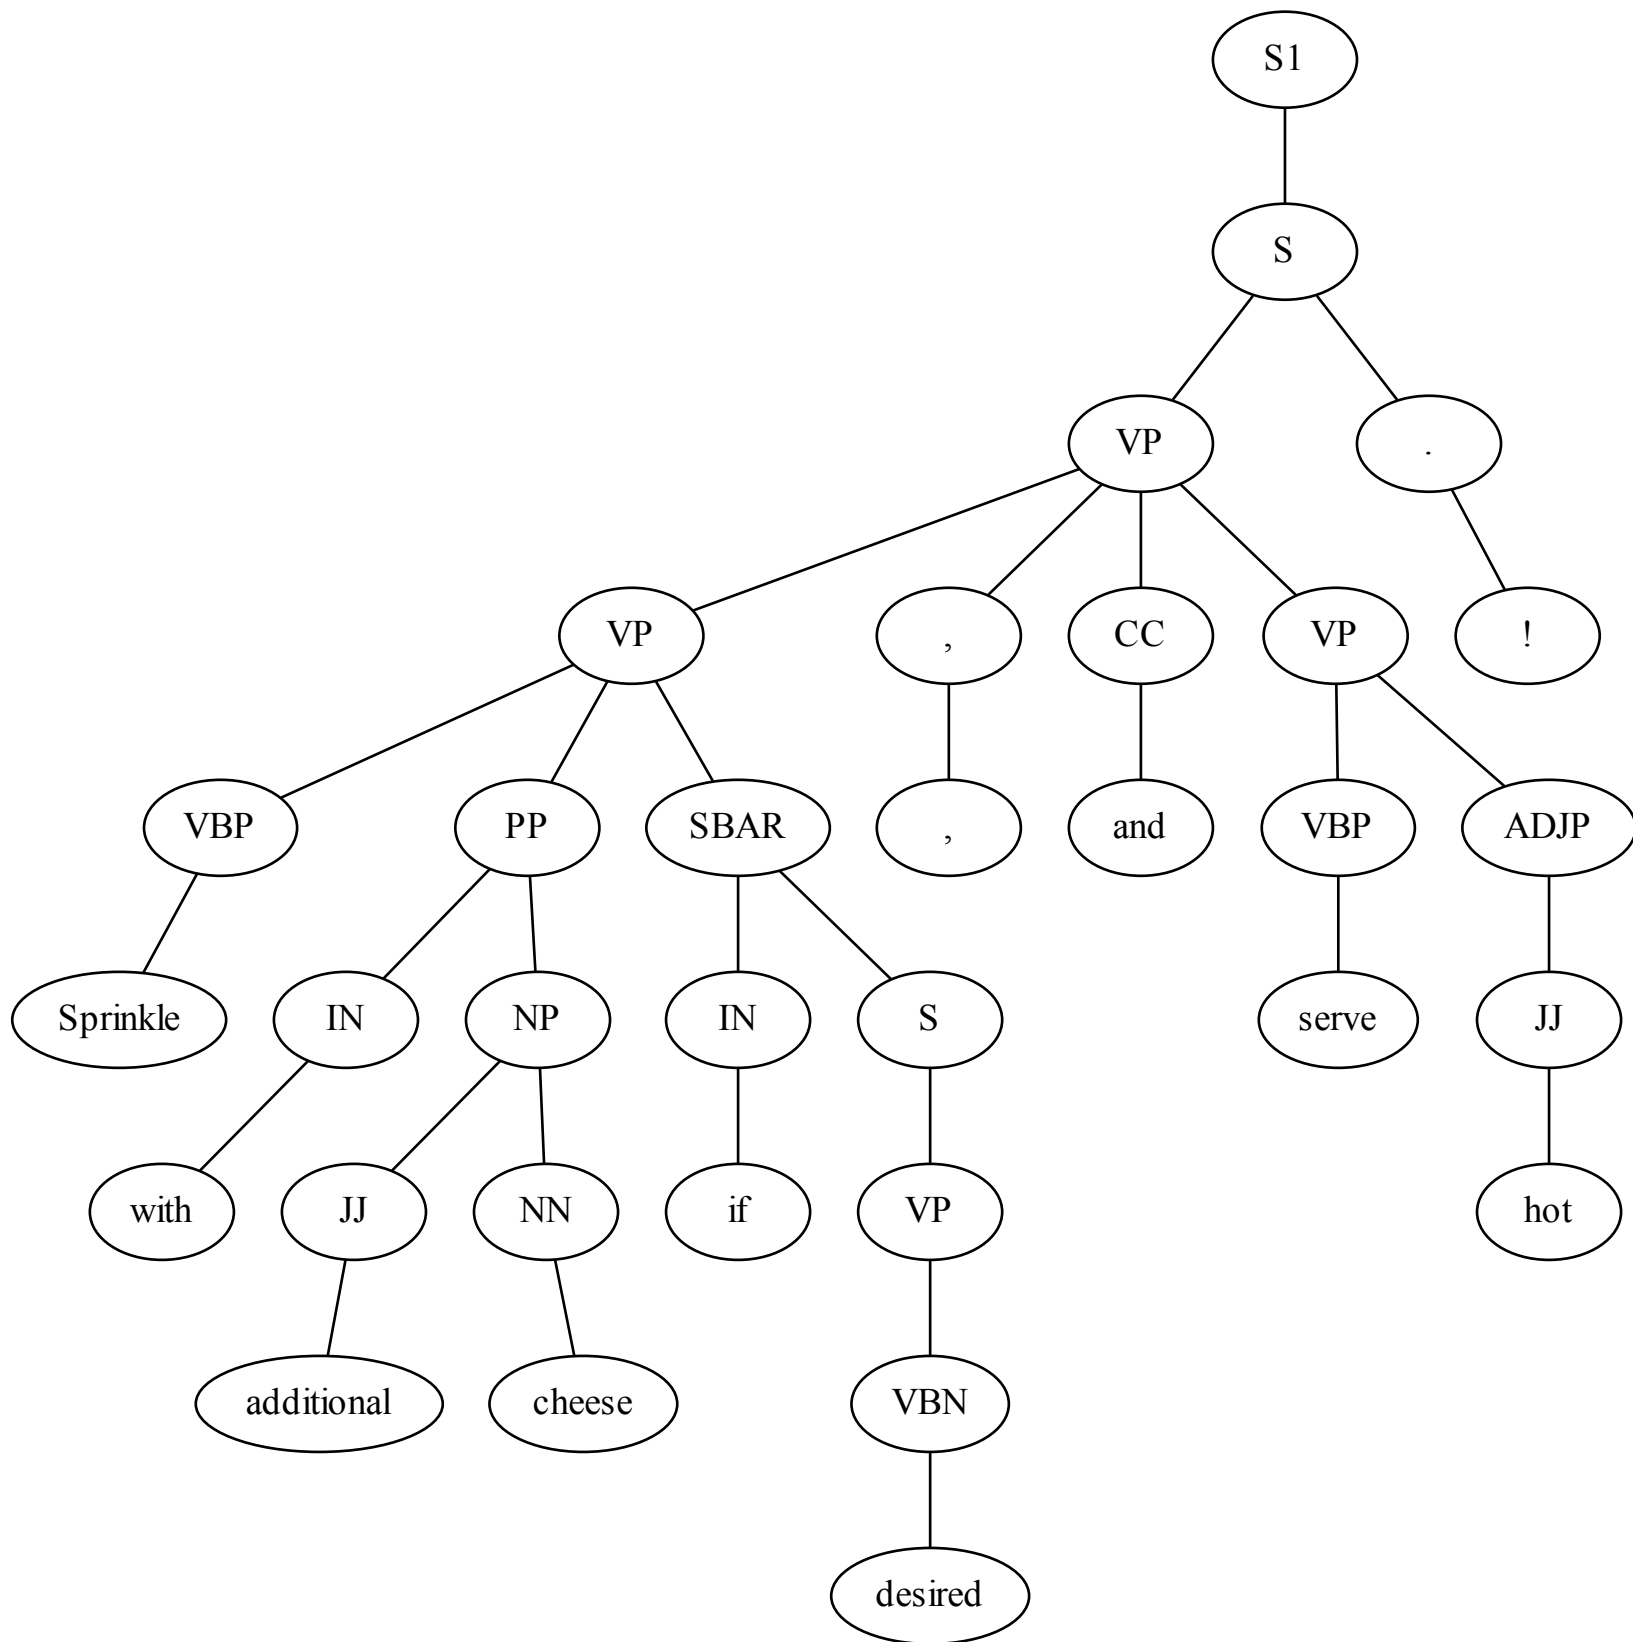 S1
S
VP .
VP , CC VP !
VBP PP SBAR , and VBP ADJP
Sprinkle IN NP IN S serve JJ
with JJ NN if VP hot
additional cheese VBN
desired